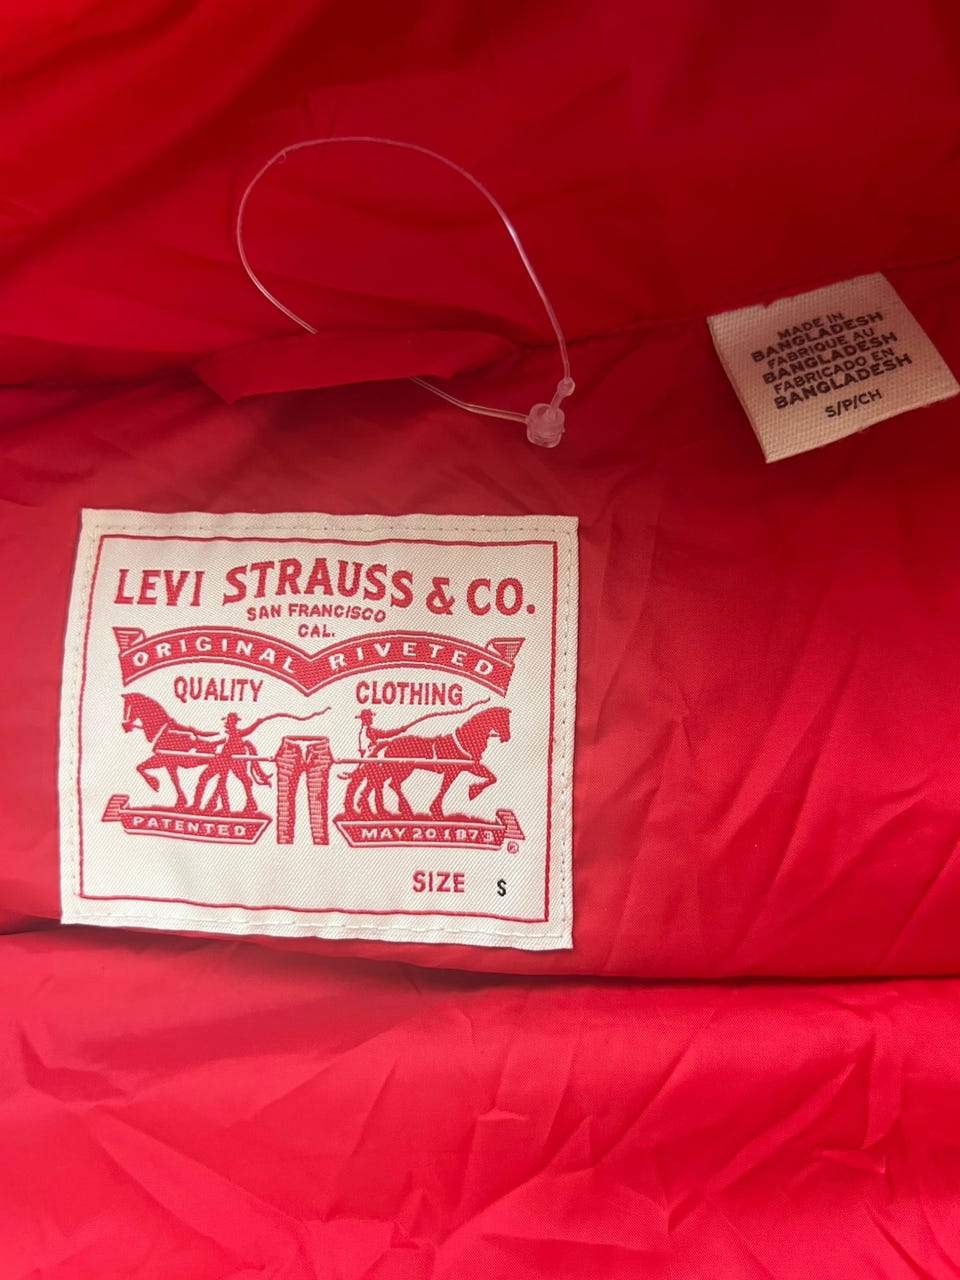 MADE IN
BANGLADESH
FABRIQUE AU
BANGLADESH
FABRICADO EN
BANGLADESH
S/P/CH
LEVI STRAUSS & CO.
SAN FRANCISCO
CAL.
ORIGINAL RIVETED
QUALITY CLOTHING
PATENTED MAY 20 1873
®
SIZE S